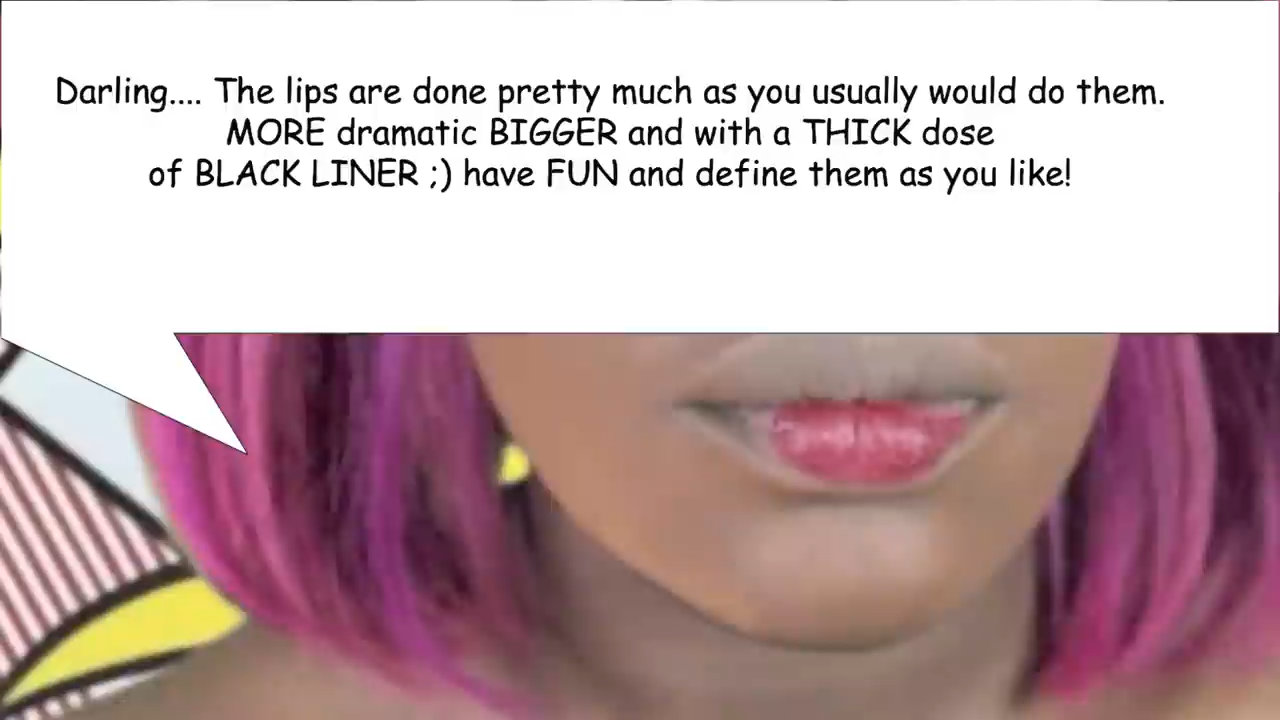 Darling.... The lips are done pretty much as you usually would do them.
MORE dramatic BIGGER and with a THICK dose
of BLACK LINER ;) have FUN and define them as you like!